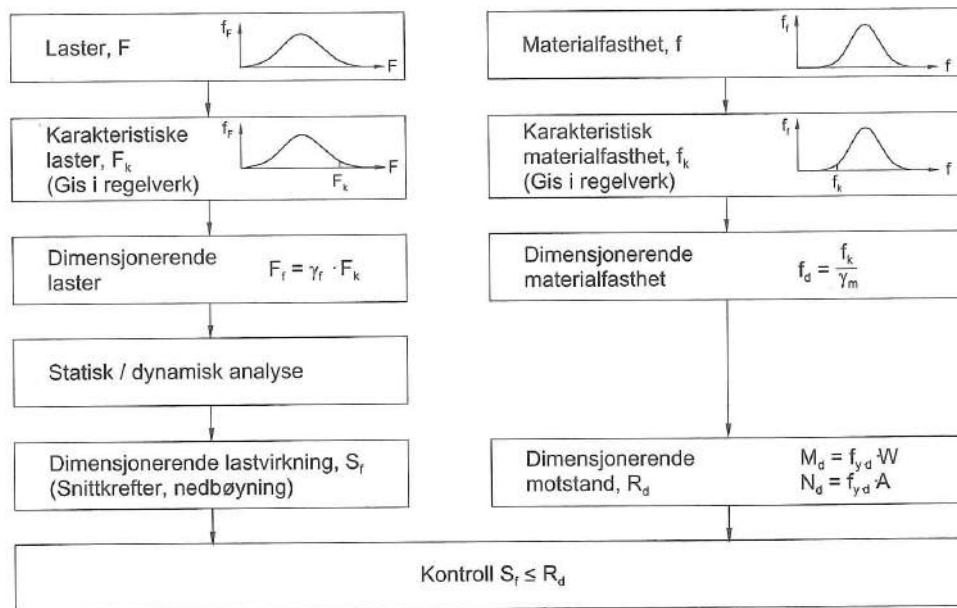 Laster, F
f_F
F
Karakteristiske
laster, F_k
(Gis i regelverk)
f_F
F
F_k
Dimensjonerende
laster
F_f = γ_f · F_k
Statisk / dynamisk analyse
Dimensjonerende lastvirkning, S_f
(Snittkrefter, nedbøyning)
Materialfasthet, f
f_f
f
Karakteristisk
materialfasthet, f_k
(Gis i regelverk)
f_f
f
f_k
Dimensjonerende
materialfasthet
f_d = f_k / γ_m
Dimensjonerende
motstand, R_d
M_d = f_yd · W
N_d = f_yd · A
Kontroll S_f ≤ R_d